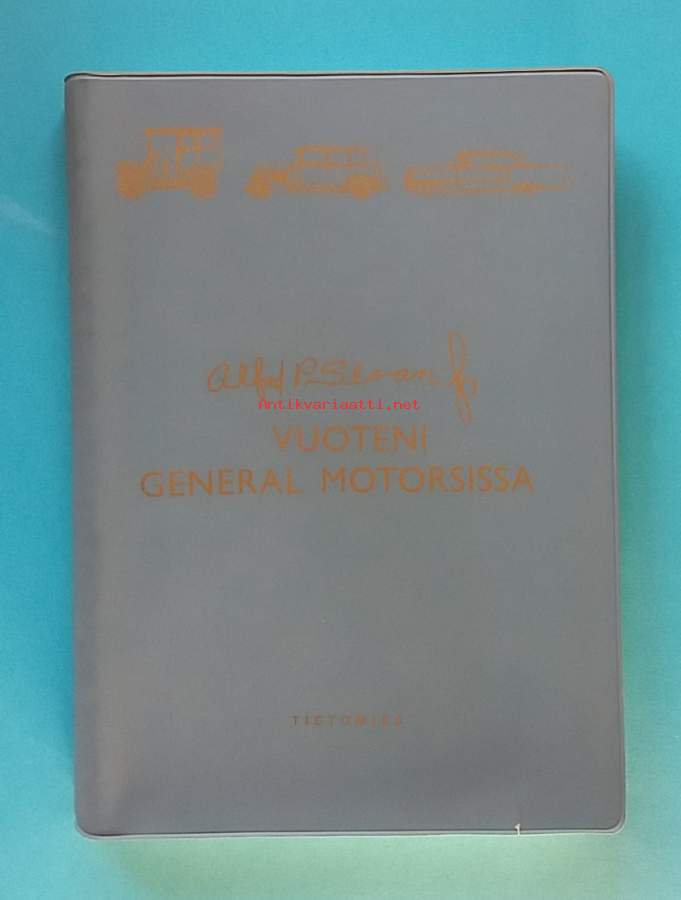 Alfred P. Sloan Jr.
Antikvariaatti.net
VUOTENI
GENERAL MOTORSISSA
TIETOMIES